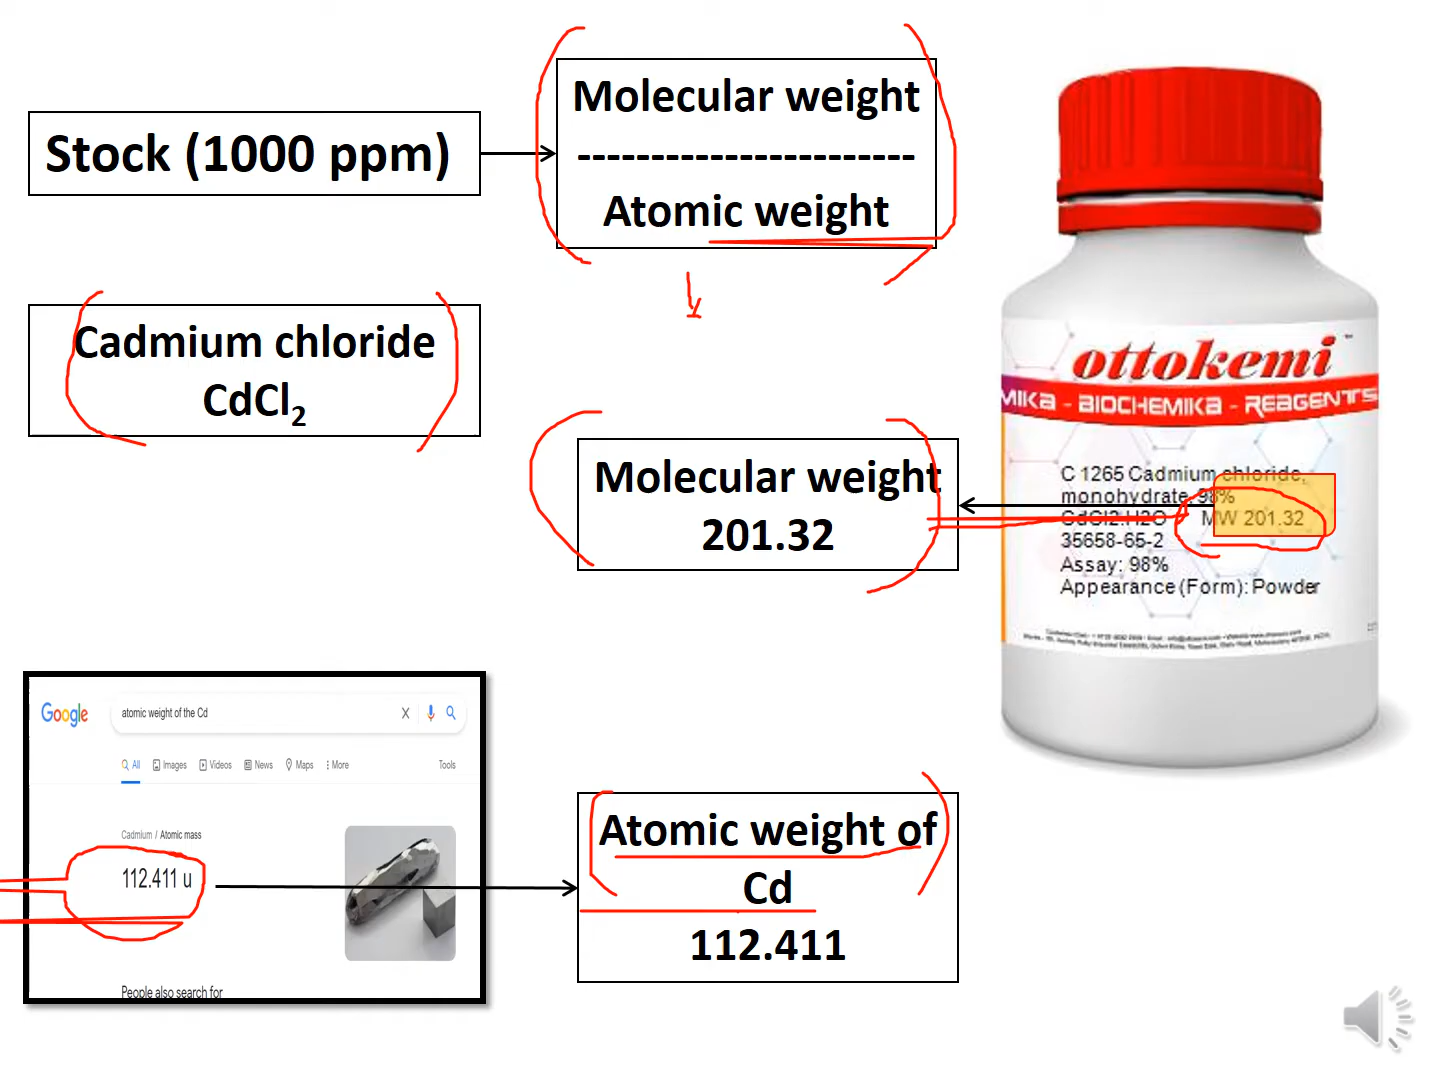 Stock (1000 ppm)
Molecular weight
-----------------------
Atomic weight
Cadmium chloride
CdCl2
Molecular weight
201.32
ottokemi
MIKA - BIOCHEMIKA - REAGENTS
C 1265 Cadmium chloride,
monohydrate, 98%
CdCl2.H2O MW 201.32
35658-65-2
Assay: 98%
Appearance (Form): Powder
Google
atomic weight of the Cd
All Images Videos News Maps More Tools
Cadmium / Atomic mass
112.411 u
People also search for
Atomic weight of
Cd
112.411